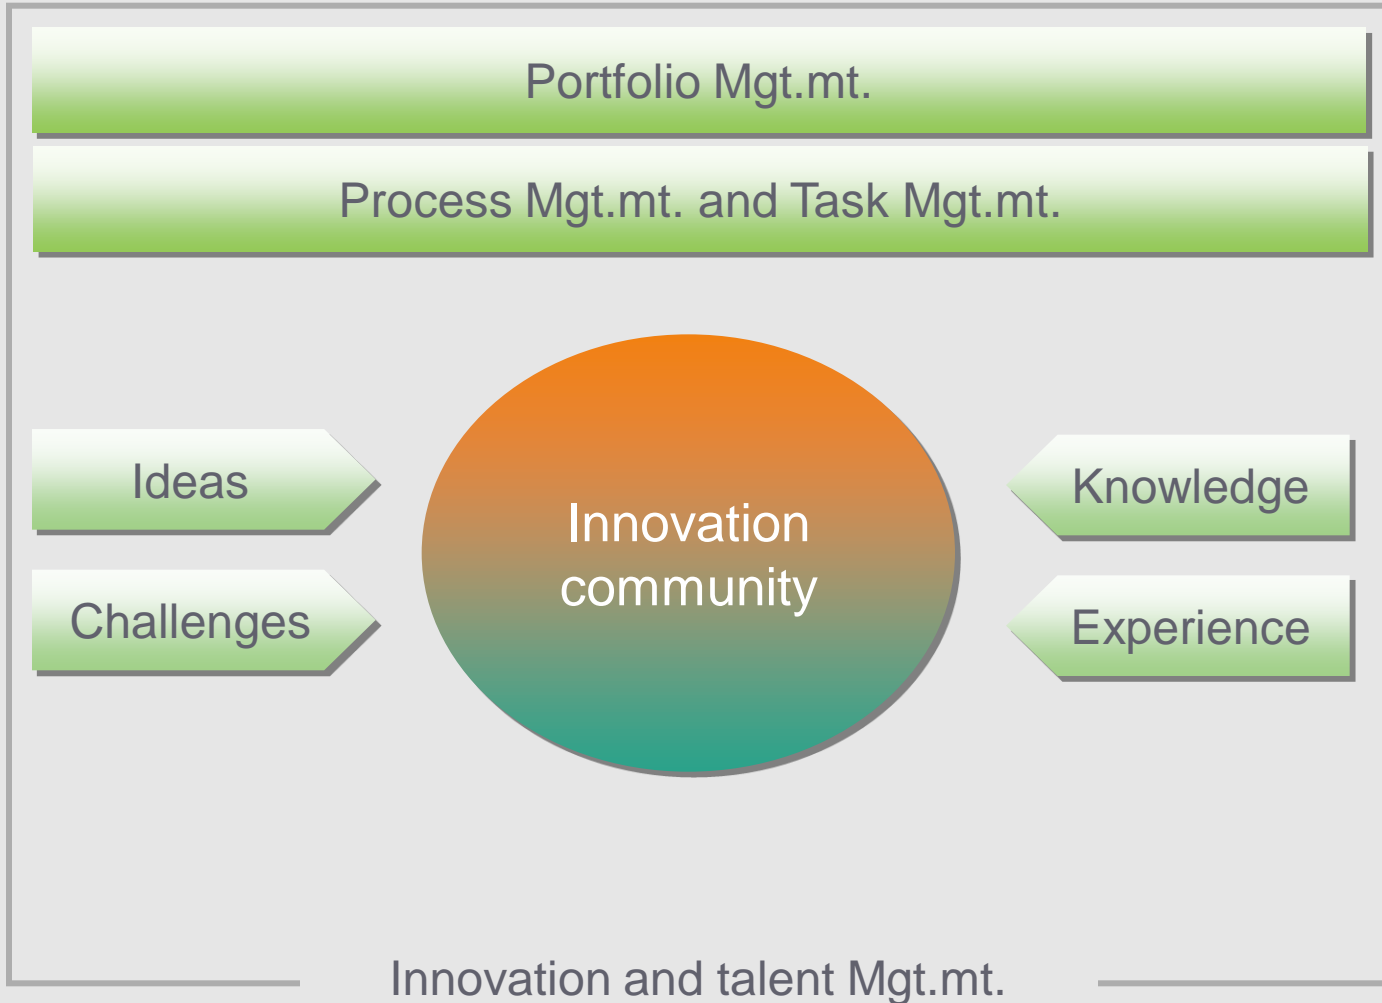 Portfolio Mgt.mt.
Process Mgt.mt. and Task Mgt.mt.
Ideas
Challenges
Innovation
community
Knowledge
Experience
Innovation and talent Mgt.mt.